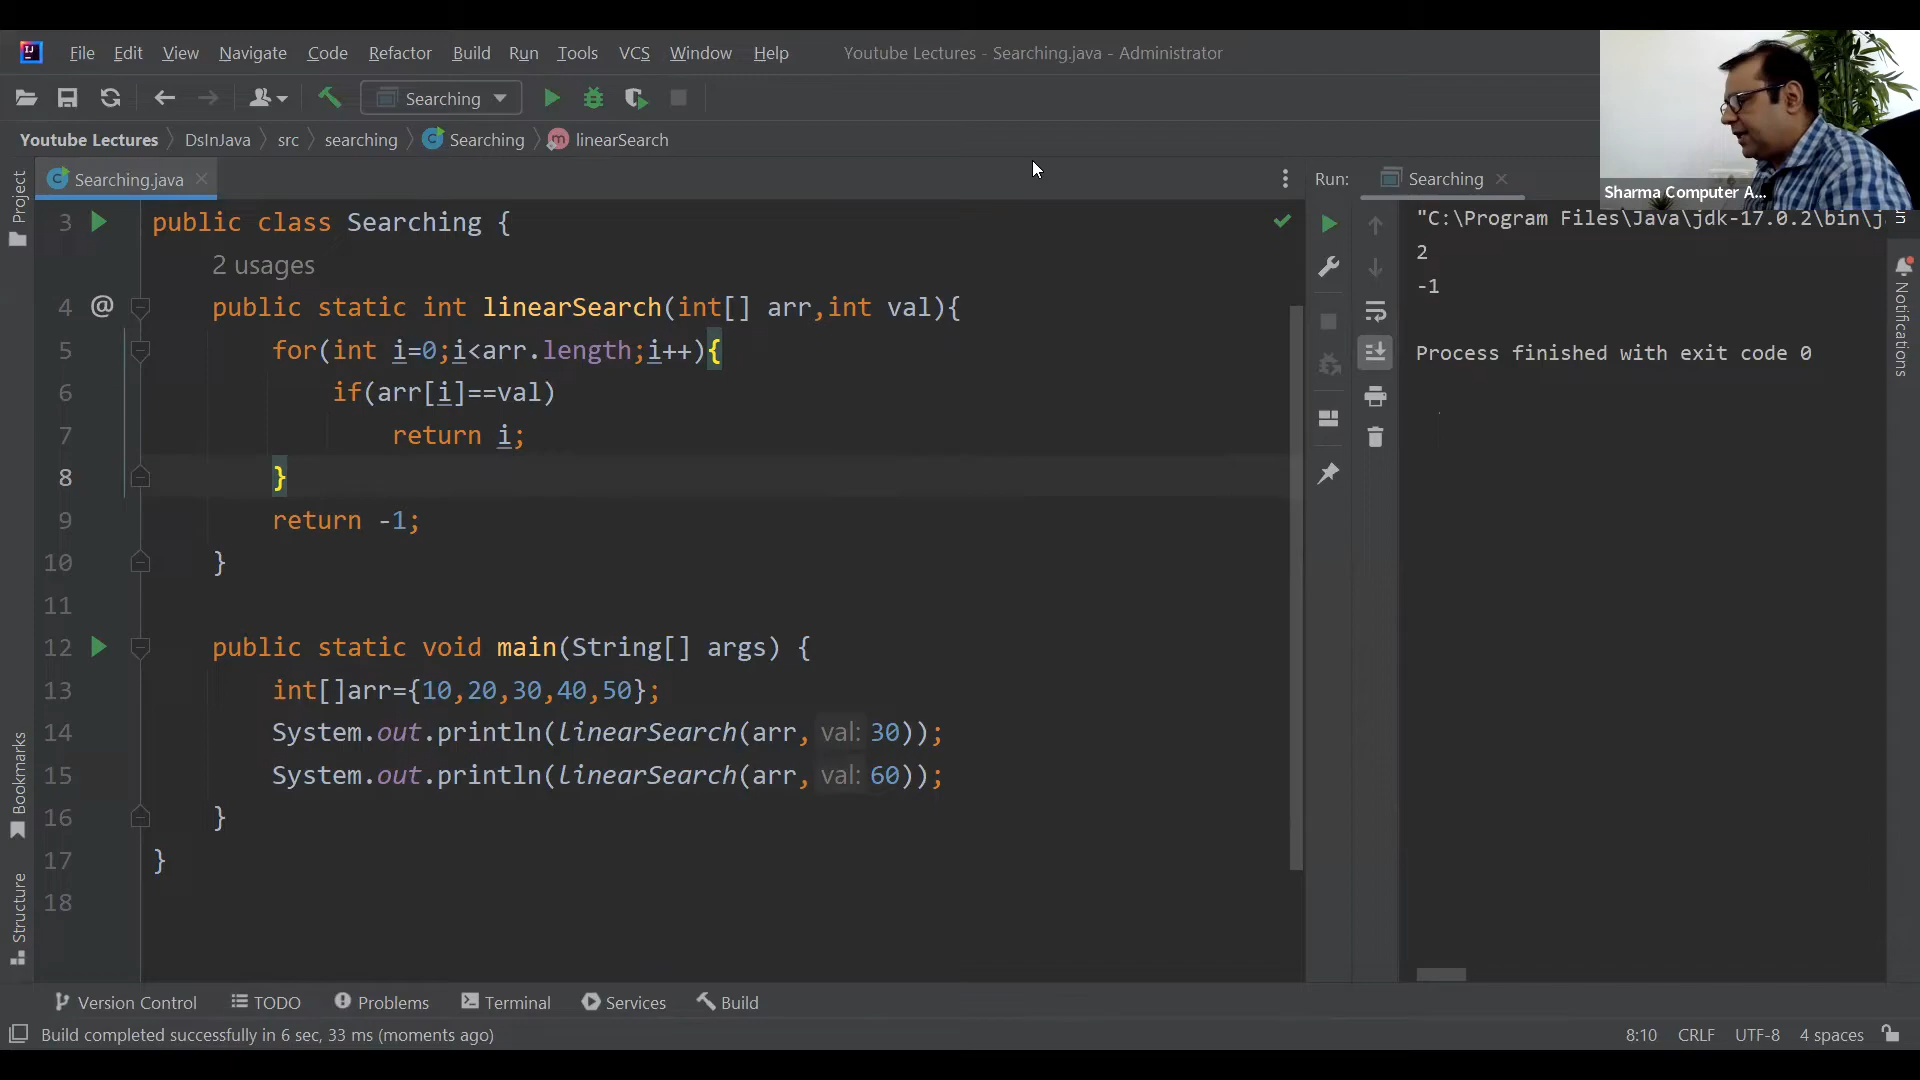 File Edit View Navigate Code Refactor Build Run Tools VCS Window Help Youtube Lectures - Searching.java - Administrator
Searching
Youtube Lectures DsInJava src searching Searching linearSearch
Project
Searching.java
Run: Searching
Sharma Computer A...
3 public class Searching {
2 usages
4 @ public static int linearSearch(int[] arr,int val){
5 for(int i=0;i<arr.length;i++){
6 if(arr[i]==val)
7 return i;
8 }
9 return -1;
10 }
11
12 public static void main(String[] args) {
13 int[]arr={10,20,30,40,50};
14 System.out.println(linearSearch(arr, val: 30));
15 System.out.println(linearSearch(arr, val: 60));
16 }
17 }
18
"C:\Program Files\Java\jdk-17.0.2\bin\j
2
-1
Process finished with exit code 0
Notifications
Bookmarks
Structure
Version Control TODO Problems Terminal Services Build
Build completed successfully in 6 sec, 33 ms (moments ago) 8:10 CRLF UTF-8 4 spaces